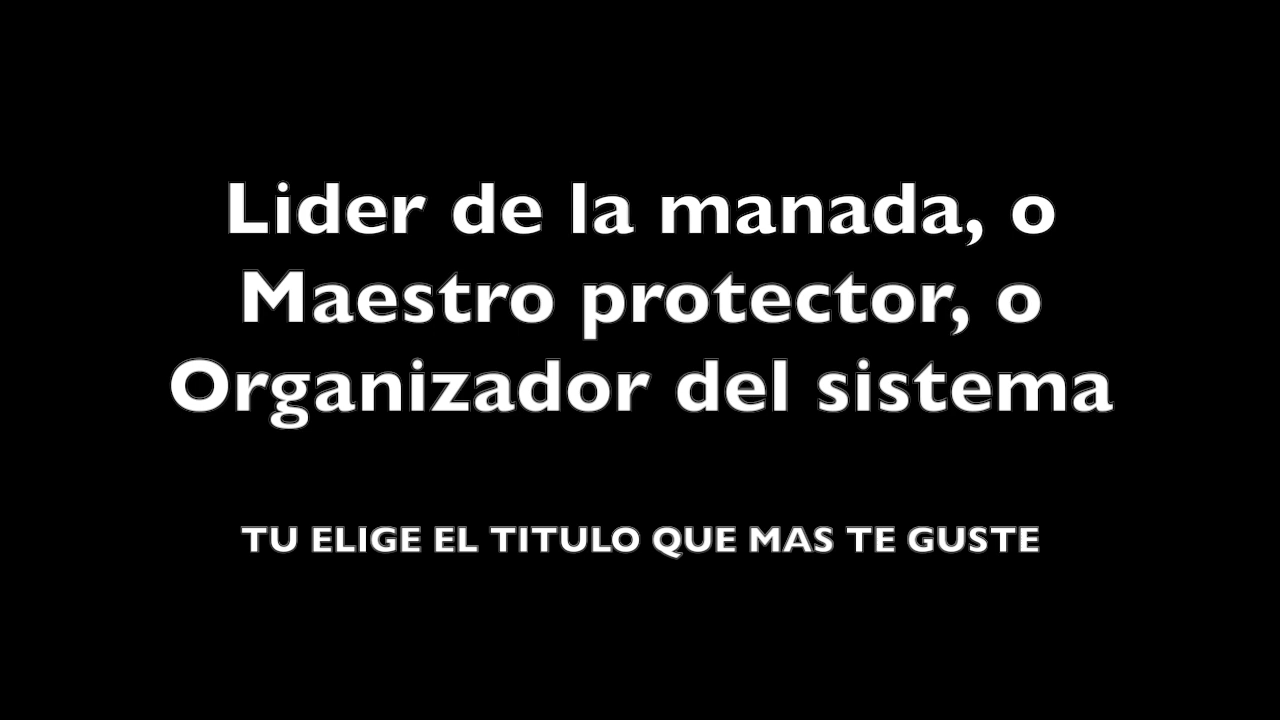 Lider de la manada, o
Maestro protector, o
Organizador del sistema
TU ELIGE EL TITULO QUE MAS TE GUSTE